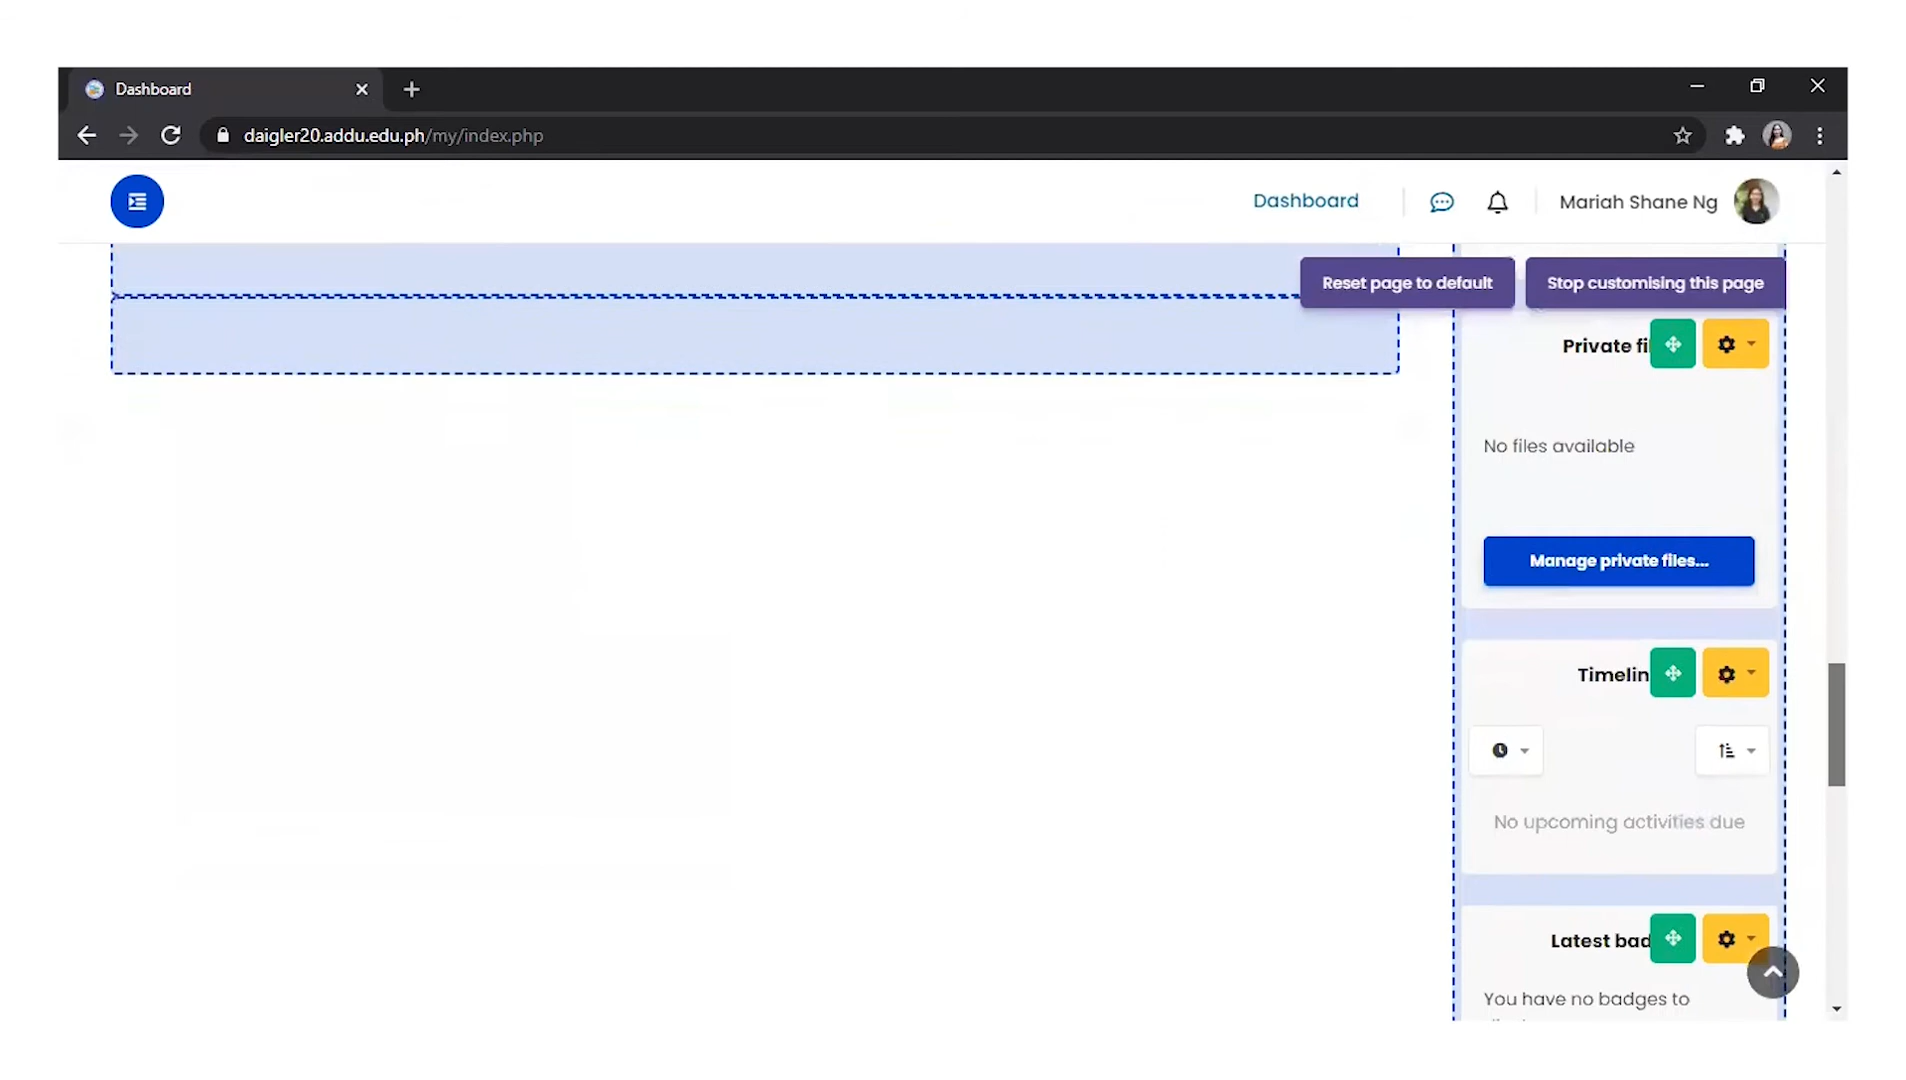 Dashboard
daigler20.addu.edu.ph/my/index.php
Dashboard
Mariah Shane Ng
Reset page to default
Stop customising this page
Private fi
No files available
Manage private files...
Timelin
No upcoming activities due
Latest bad
You have no badges to